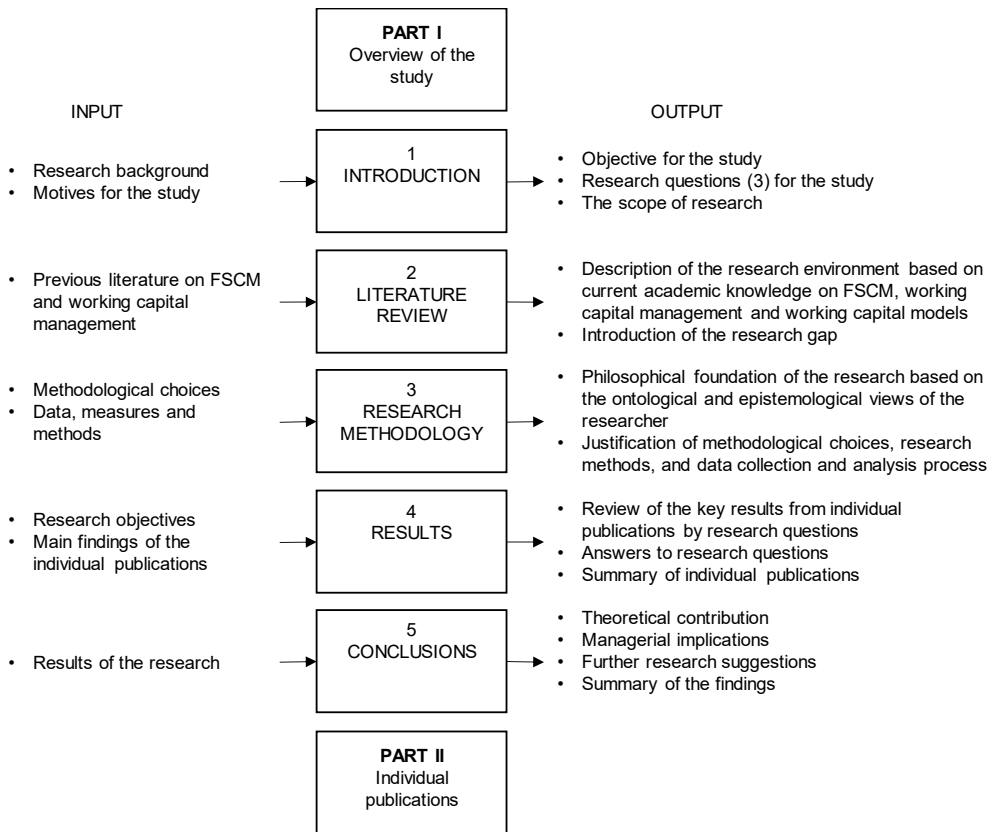 PART I
Overview of the
study
INPUT
OUTPUT
• Research background
• Motives for the study
1
INTRODUCTION
• Objective for the study
• Research questions (3) for the study
• The scope of research
• Previous literature on FSCM
and working capital
management
2
LITERATURE
REVIEW
• Description of the research environment based on
current academic knowledge on FSCM, working
capital management and working capital models
• Introduction of the research gap
• Methodological choices
• Data, measures and
methods
3
RESEARCH
METHODOLOGY
• Philosophical foundation of the research based on
the ontological and epistemological views of the
researcher
• Justification of methodological choices, research
methods, and data collection and analysis process
• Research objectives
• Main findings of the
individual publications
4
RESULTS
• Review of the key results from individual
publications by research questions
• Answers to research questions
• Summary of individual publications
• Results of the research
5
CONCLUSIONS
• Theoretical contribution
• Managerial implications
• Further research suggestions
• Summary of the findings
PART II
Individual
publications